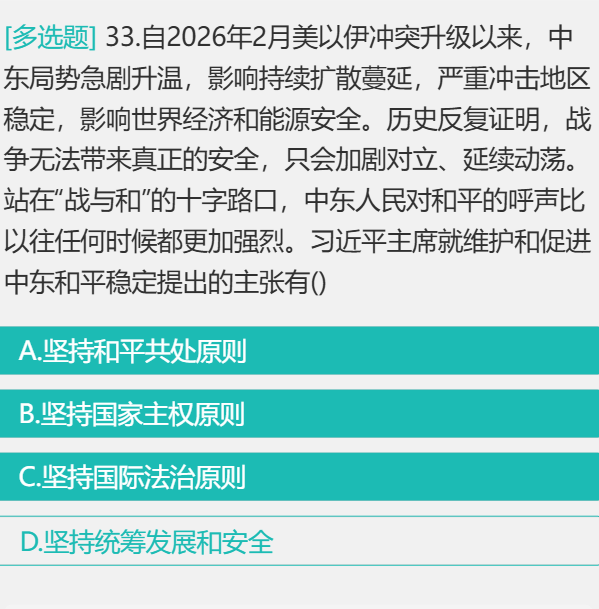 [多选题] 33.自2026年2月美以伊冲突升级以来，中
东局势急剧升温，影响持续扩散蔓延，严重冲击地区
稳定，影响世界经济和能源安全。历史反复证明，战
争无法带来真正的安全，只会加剧对立、延续动荡。
站在“战与和”的十字路口，中东人民对和平的呼声比
以往任何时候都更加强烈。习近平主席就维护和促进
中东和平稳定提出的主张有()
A.坚持和平共处原则
B.坚持国家主权原则
C.坚持国际法治原则
D.坚持统筹发展和安全